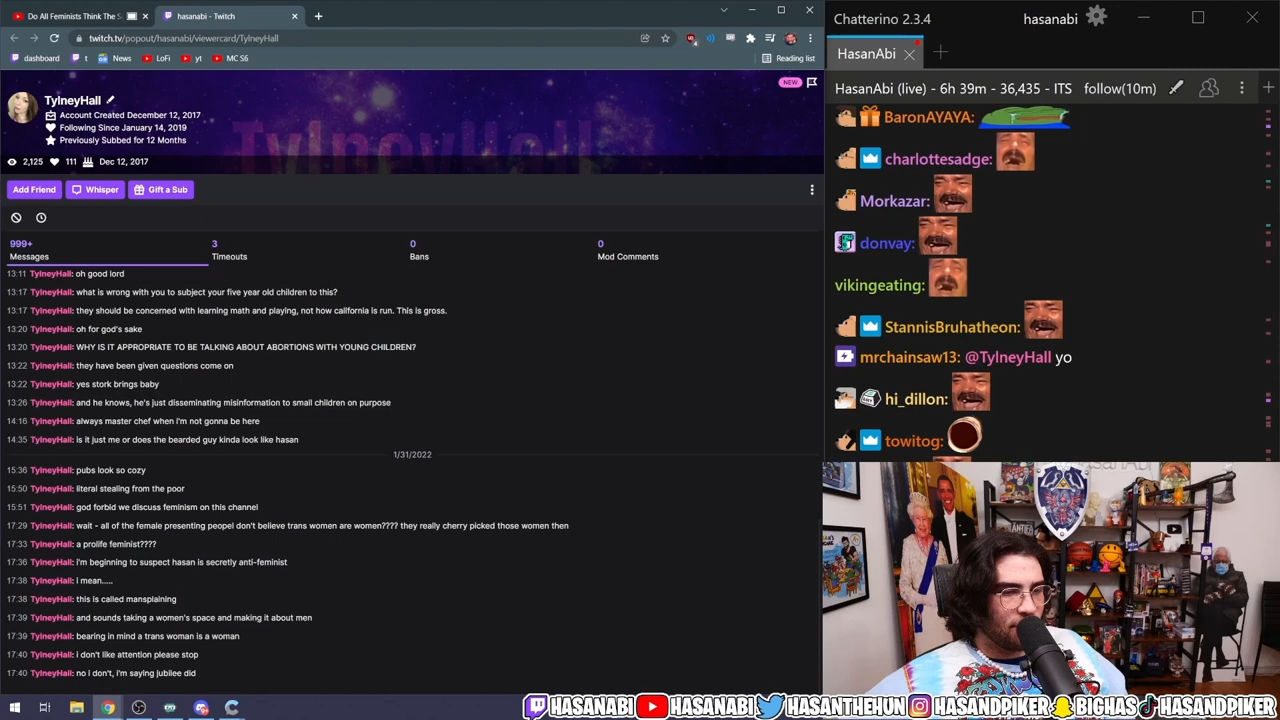 Do All Feminists Think The S
hasanabi - Twitch
twitch.tv/popout/hasanabi/viewercard/TylneyHall
dashboard
t
News
LoFi
yt
MC S6
Reading list
NEW
TylneyHall
Account Created December 12, 2017
Following Since January 14, 2019
Previously Subbed for 12 Months
2,125
111
Dec 12, 2017
Add Friend
Whisper
Gift a Sub
999+
Messages
3
Timeouts
0
Bans
0
Mod Comments
13:11 TylneyHall: oh good lord
13:17 TylneyHall: what is wrong with you to subject your five year old children to this?
13:17 TylneyHall: they should be concerned with learning math and playing, not how calfornia is run. This is gross.
13:20 TylneyHall: oh for god's sake
13:20 TylneyHall: WHY IS IT APPROPRIATE TO BE TALKING ABOUT ABORTIONS WITH YOUNG CHILDREN?
13:22 TylneyHall: they have been given questions come on
13:22 TylneyHall: yes stork brings baby
13:26 TylneyHall: and he knows, he's just disseminating misinformation to small children on purpose
14:16 TylneyHall: always master chef when i'm not gonna be here
14:35 TylneyHall: is it just me or does the bearded guy kinda look like hasan
1/31/2022
15:36 TylneyHall: pubs look so cozy
15:50 TylneyHall: literal stealing from the poor
15:51 TylneyHall: god forbid we discuss feminism on this channel
17:29 TylneyHall: wait - all of the female presenting peopel don't believe trans women are women???? they really cherry picked those women then
17:33 TylneyHall: a prolife feminist????
17:36 TylneyHall: i'm beginning to suspect hasan is secretly anti-feminist
17:38 TylneyHall: I mean.....
17:38 TylneyHall: this is called mansplaining
17:39 TylneyHall: and sounds taking a women's space and making it about men
17:39 TylneyHall: bearing in mind a trans woman is a woman
17:40 TylneyHall: I don't like attention please stop
17:40 TylneyHall: no I don't, I'm saying jubilee did
Chatterino 2.3.4
hasanabi
HasanAbi
HasanAbi (live) - 6h 39m - 36,435 - ITS
follow(10m)
BaronAYAYA:
charlottesadge:
Morkazar:
donvay:
vikingeating:
StannisBruhatheon:
mrchainsaw13: @TylneyHall yo
hi_dillon:
towitog:
HASANABI
HASANABI
HASANTHEHUN
HASANDPIKER
BIGHAS
HASANDPIKER